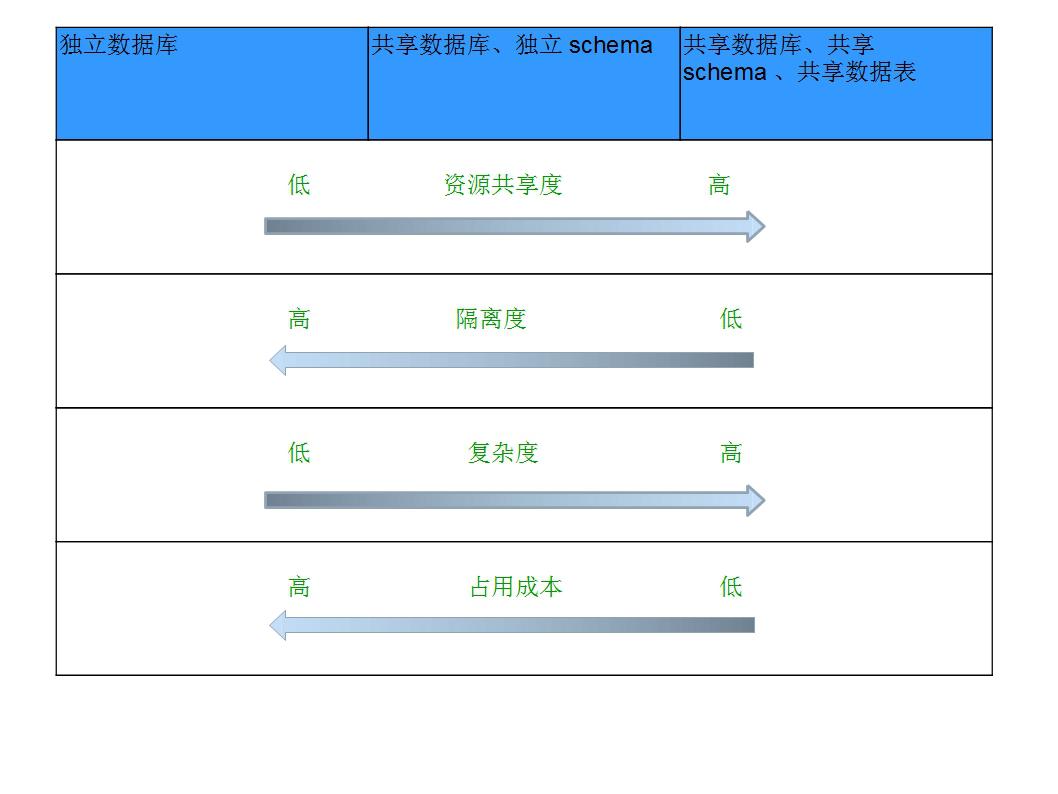 独立数据库
共享数据库、独立 schema
共享数据库、共享
schema 、共享数据表
低 资源共享度 高
高 隔离度 低
低 复杂度 高
高 占用成本 低